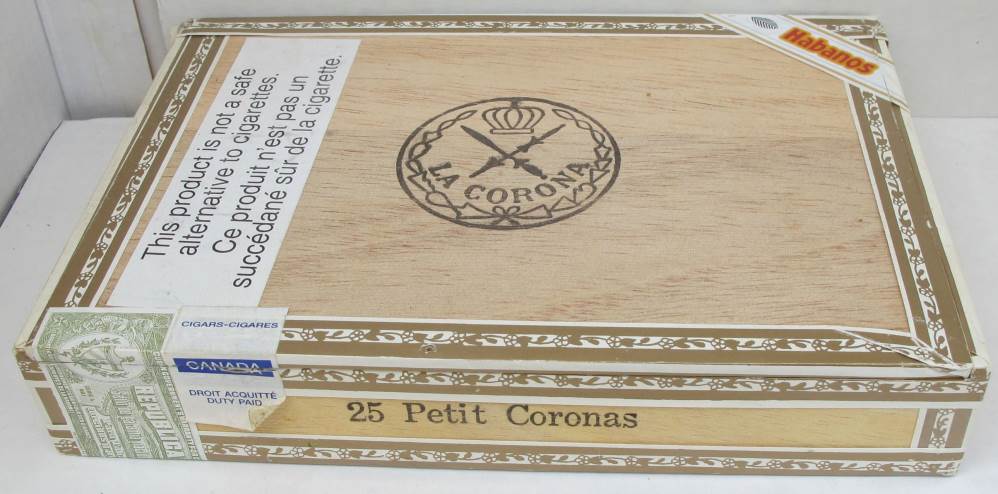 Habanos
This product is not a safe
alternative to cigarettes.
Ce produit n'est pas un
succédané sûr de la cigarette.
LA CORONA
CIGARS-CIGARES
CANADA
DROIT ACQUITTÉ
DUTY PAID
REPUBLICA
25 Petit Coronas